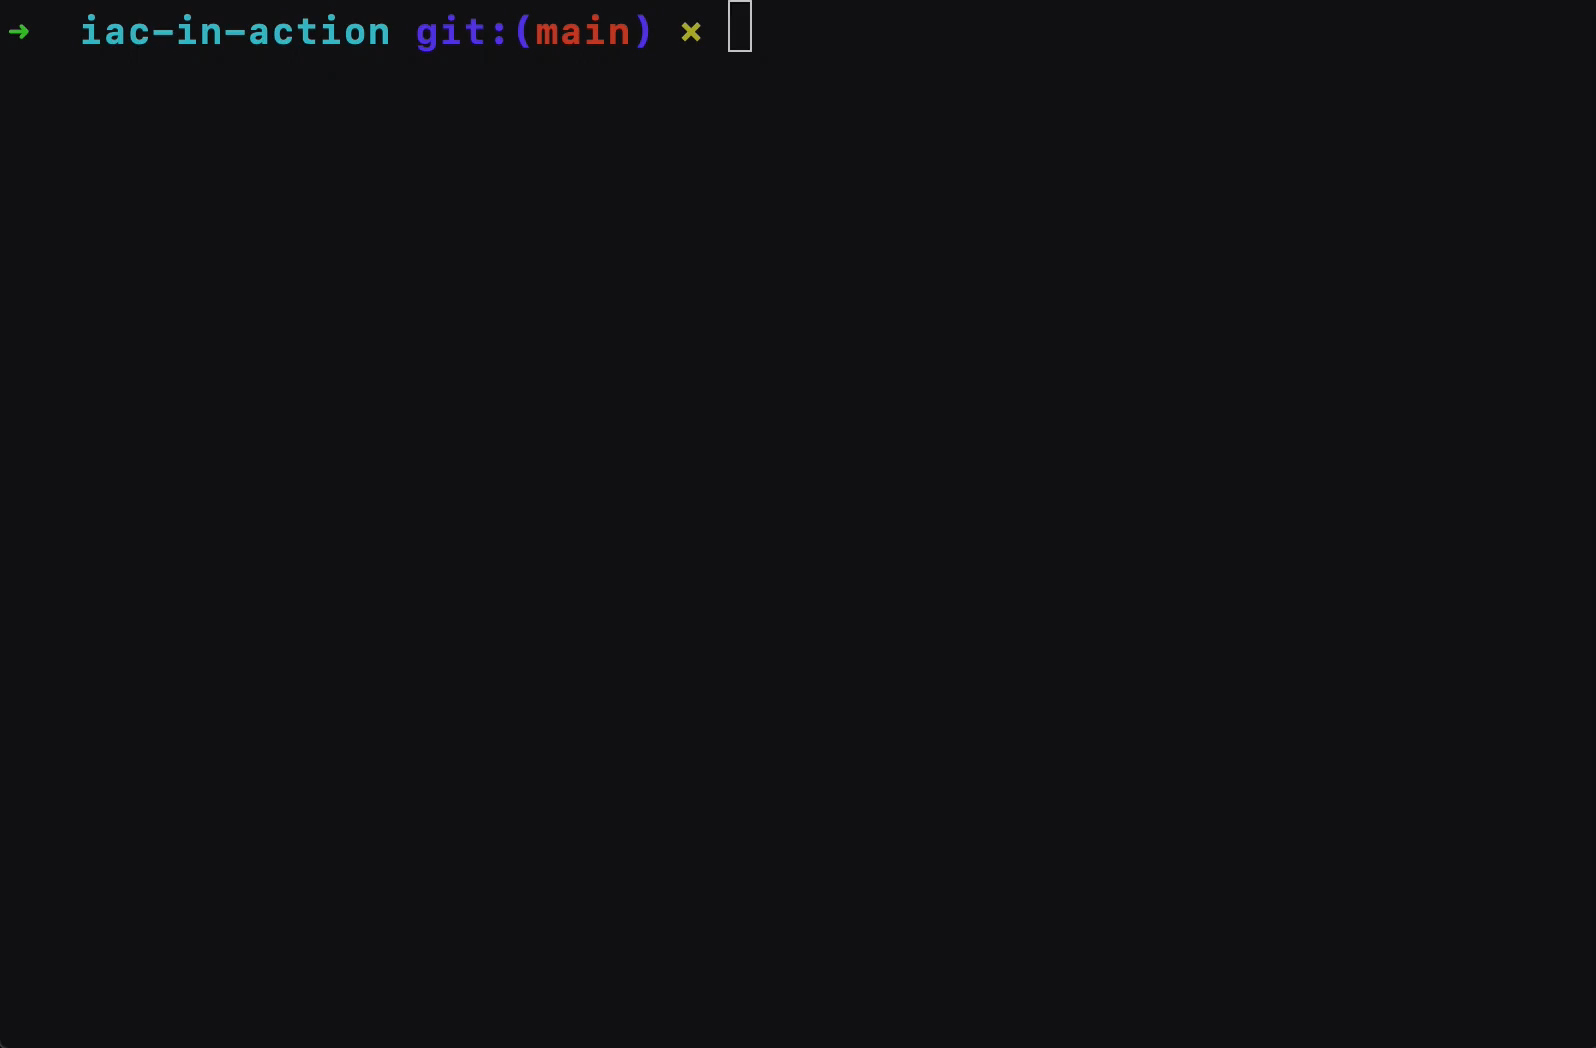 ➜  iac-in-action git:(main) ✗